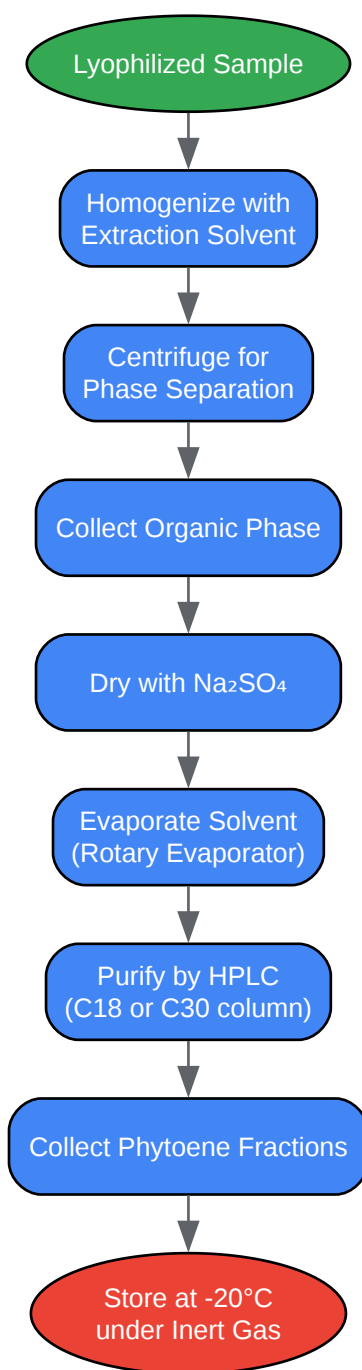 Lyophilized Sample
Homogenize with
Extraction Solvent
Centrifuge for
Phase Separation
Collect Organic Phase
Dry with Na₂SO₄
Evaporate Solvent
(Rotary Evaporator)
Purify by HPLC
(C18 or C30 column)
Collect Phytoene Fractions
Store at -20°C
under Inert Gas